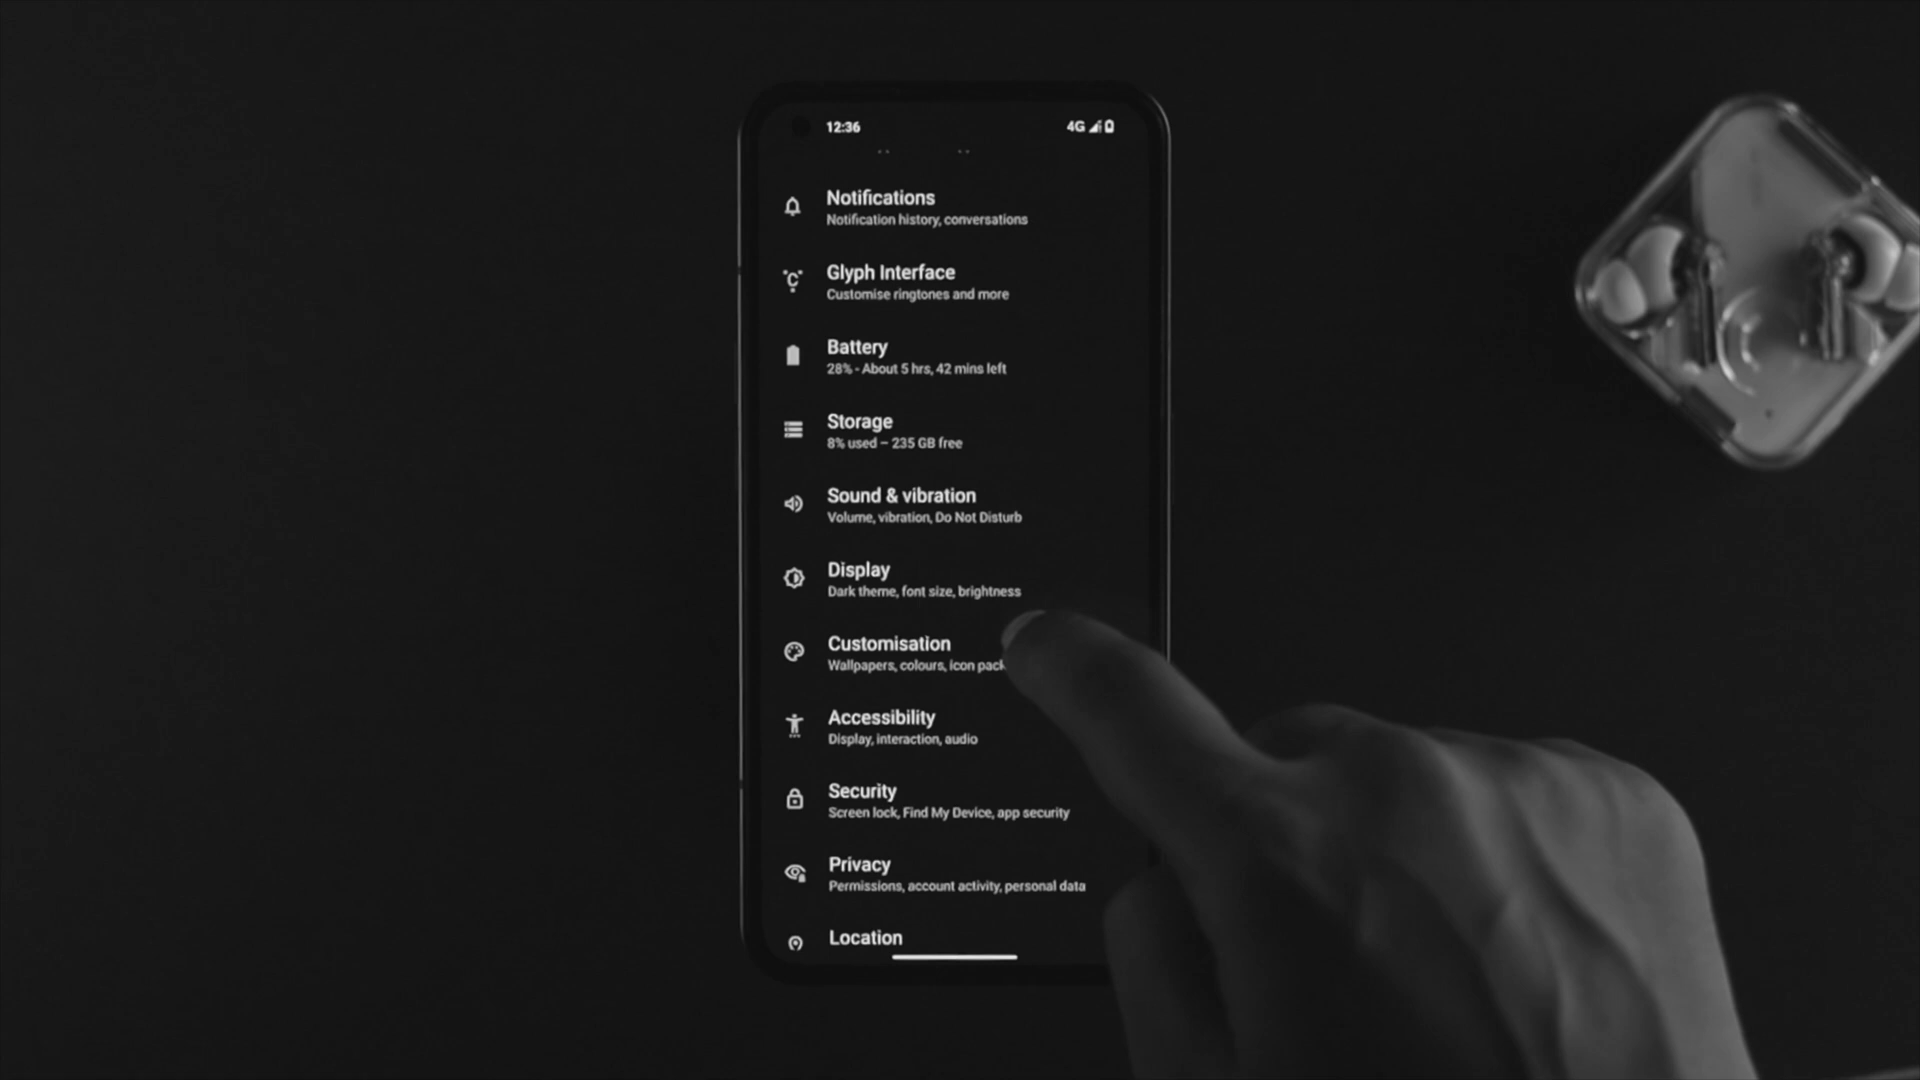 12:36
4G
Notifications
Notification history, conversations
Glyph Interface
Customise ringtones and more
Battery
28% - About 5 hrs, 42 mins left
Storage
8% used – 235 GB free
Sound & vibration
Volume, vibration, Do Not Disturb
Display
Dark theme, font size, brightness
Customisation
Wallpapers, colours, icon
Accessibility
Display, interaction, audio
Security
Screen lock, Find My Device, app security
Privacy
Permissions, account activity, personal data
Location